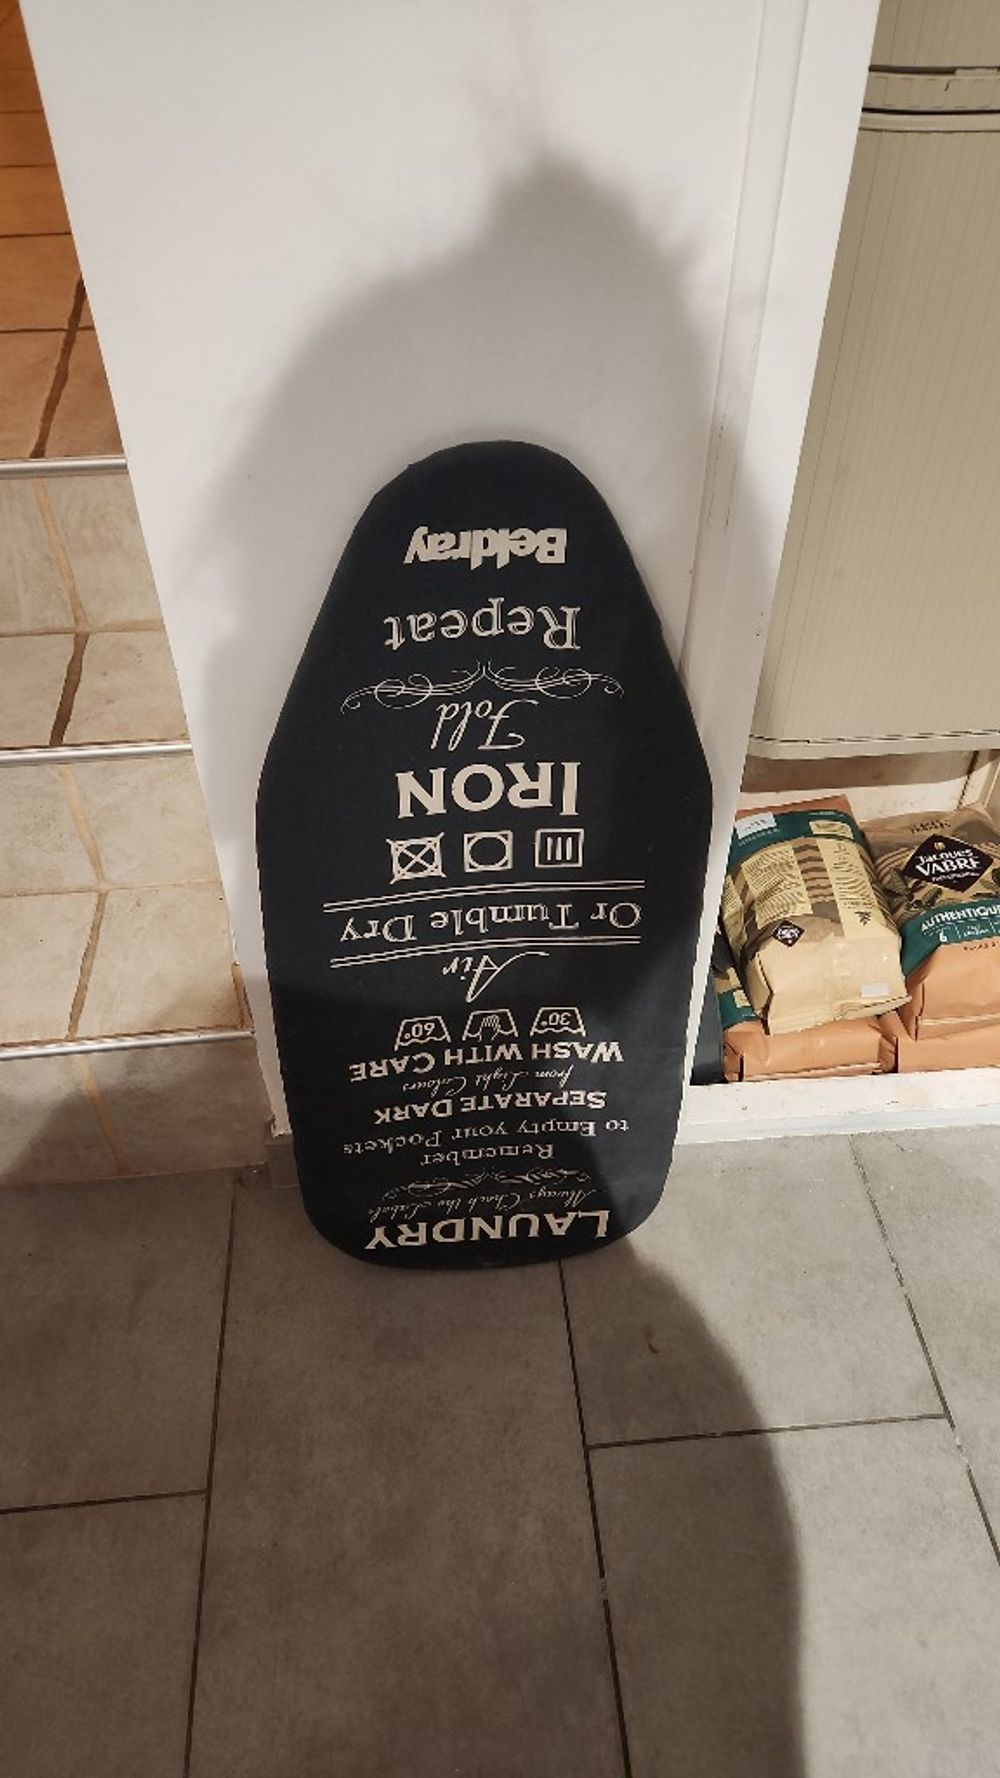 LAUNDRY
Always Check the Labels
Remember
to Empty your Pockets
SEPARATE DARK
from Light Colours
WASH WITH CARE
30° 60°
Air
Or Tumble Dry
IRON
Fold
Repeat
Beldray
Jacques
VABRE
AUTHENTIQUE
6